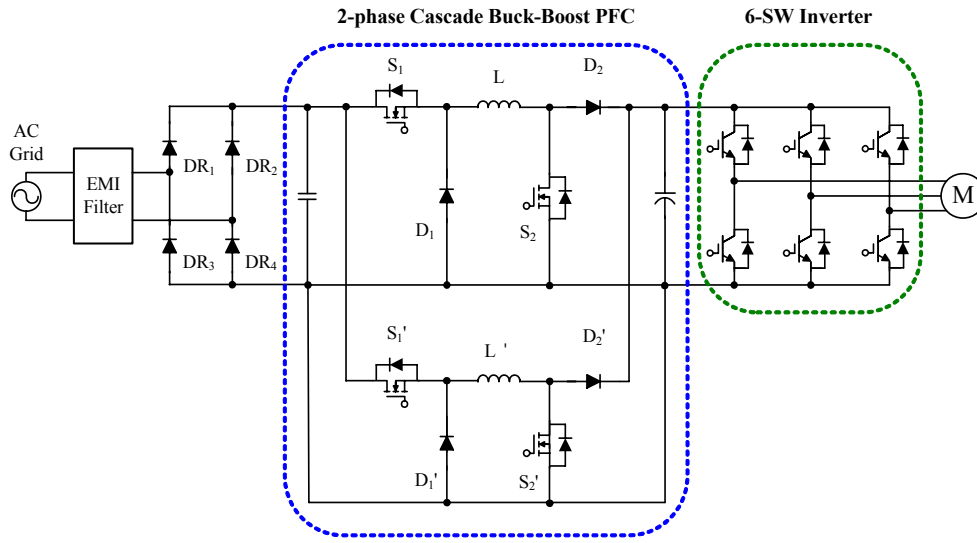 2-phase Cascade Buck-Boost PFC
6-SW Inverter
S1
L
D2
AC
Grid
DR1
DR2
EMI
Filter
D1
S2
M
DR3
DR4
S1'
L '
D2'
D1'
S2'